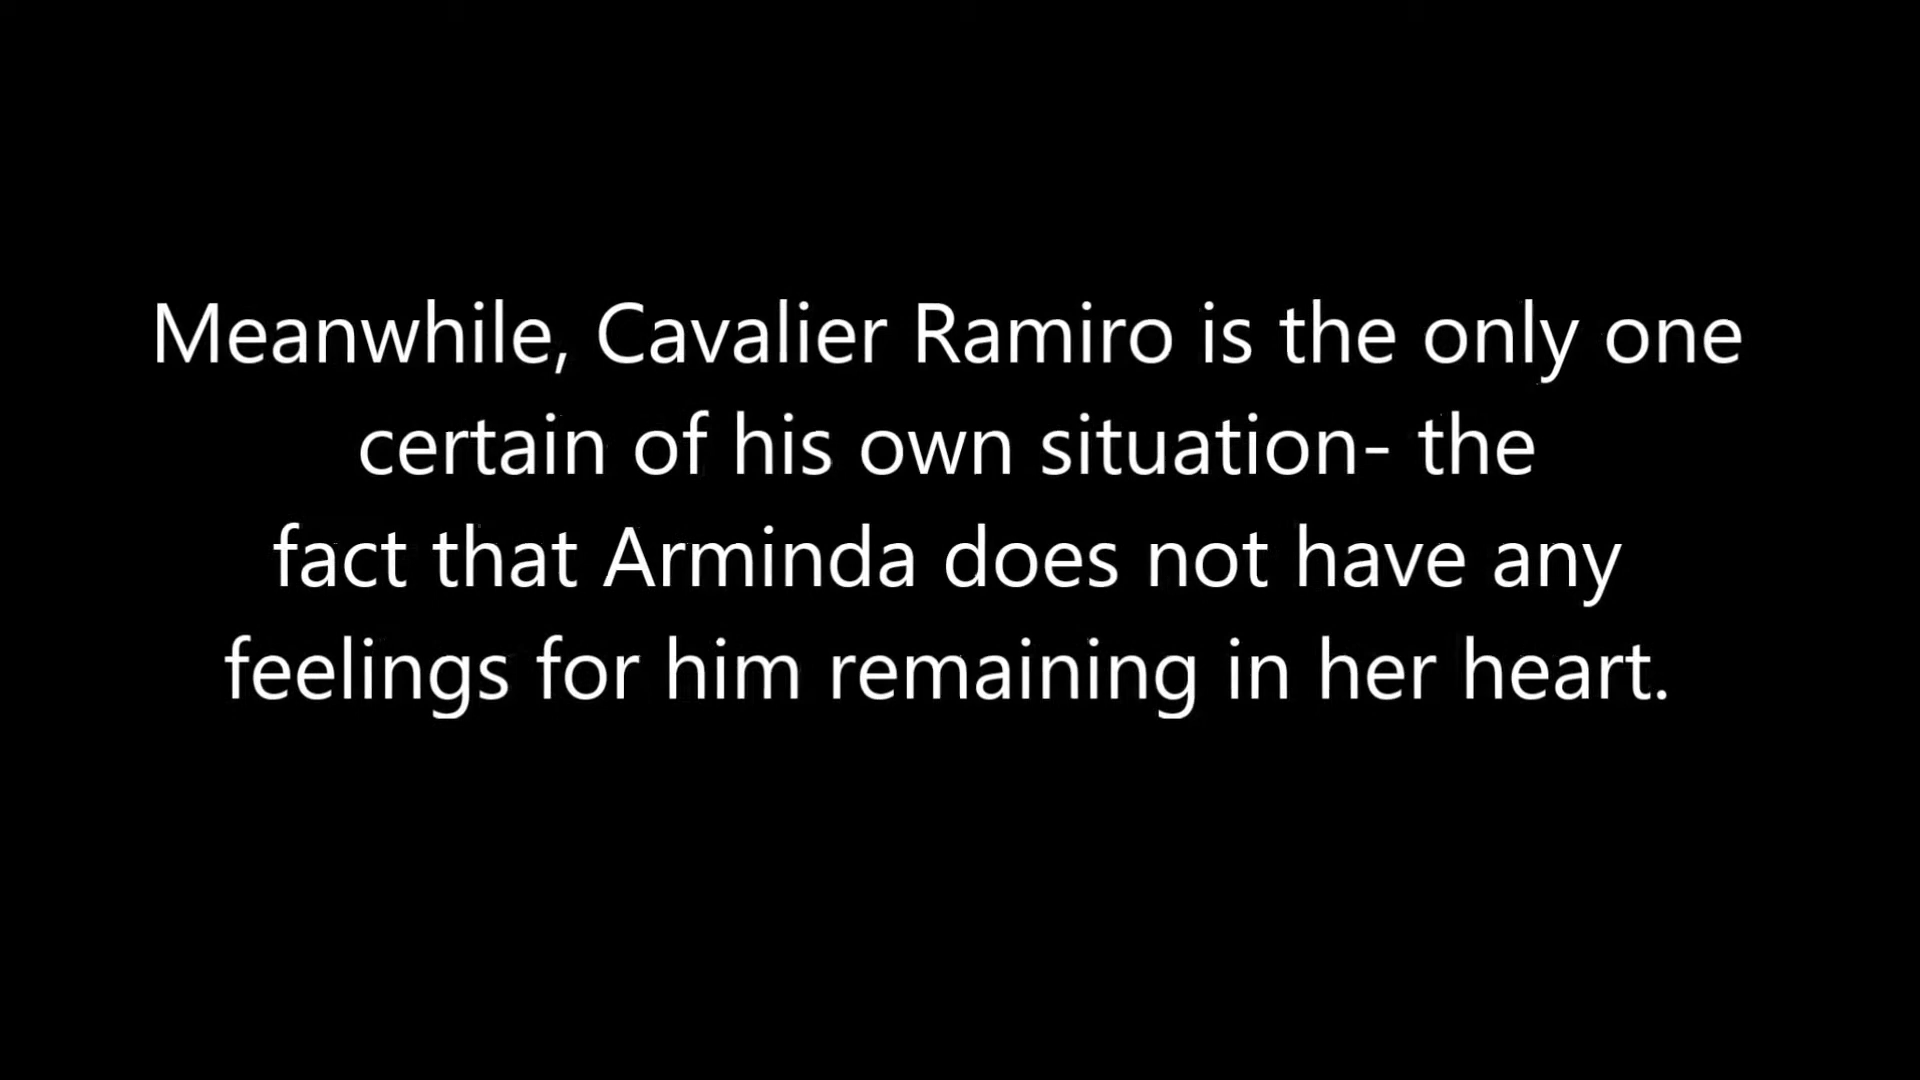 Meanwhile, Cavalier Ramiro is the only one
certain of his own situation- the
fact that Arminda does not have any
feelings for him remaining in her heart.